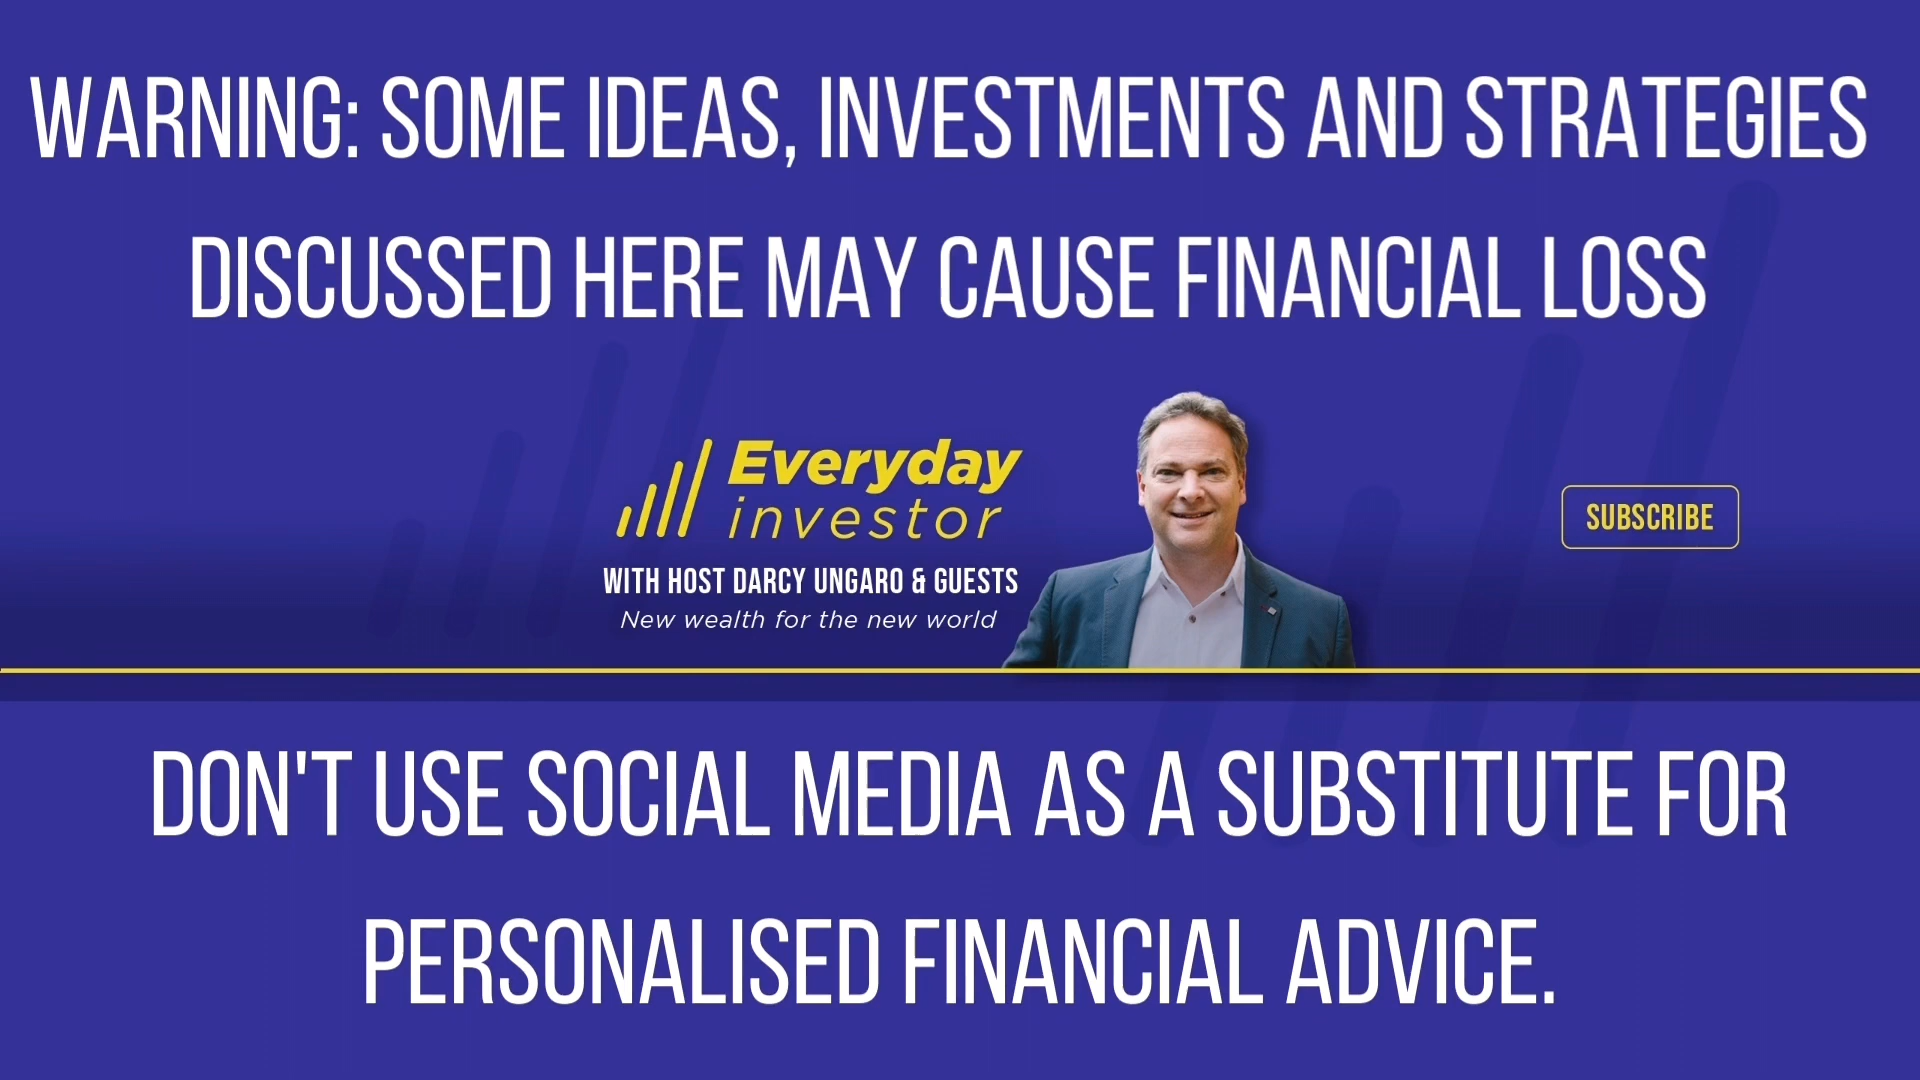 WARNING: SOME IDEAS, INVESTMENTS AND STRATEGIES
DISCUSSED HERE MAY CAUSE FINANCIAL LOSS
Everyday
investor
WITH HOST DARCY UNGARO & GUESTS
New wealth for the new world
SUBSCRIBE
DON'T USE SOCIAL MEDIA AS A SUBSTITUTE FOR
PERSONALISED FINANCIAL ADVICE.